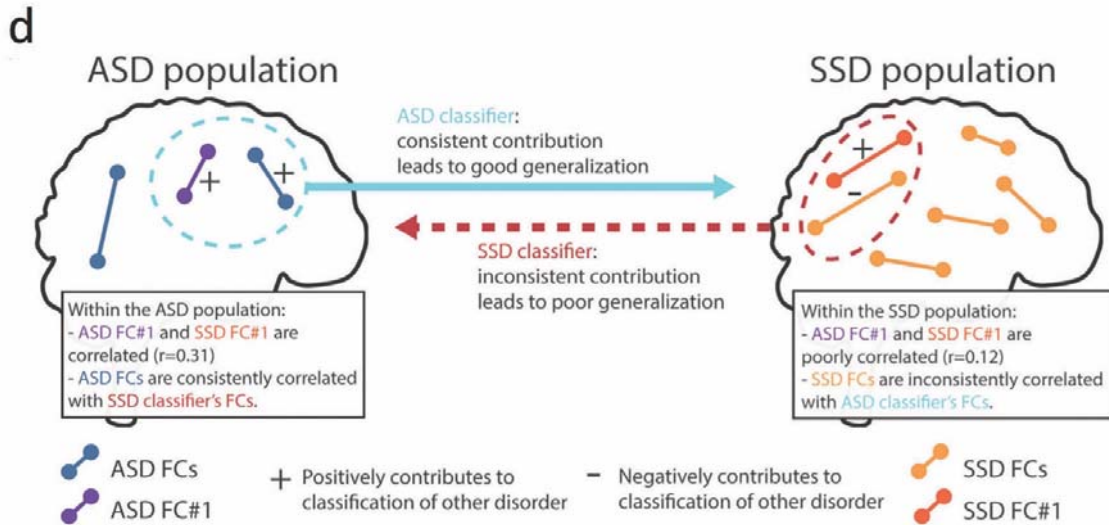 d
ASD population
SSD population
ASD classifier:
consistent contribution
leads to good generalization
+
+
+
-
SSD classifier:
inconsistent contribution
leads to poor generalization
Within the ASD population:
- ASD FC#1 and SSD FC#1 are
correlated (r=0.31)
- ASD FCs are consistently correlated
with SSD classifier's FCs.
Within the SSD population:
- ASD FC#1 and SSD FC#1 are
poorly correlated (r=0.12)
- SSD FCs are inconsistently correlated
with ASD classifier's FCs.
ASD FCs
ASD FC#1
+ Positively contributes to
classification of other disorder
- Negatively contributes to
classification of other disorder
SSD FCs
SSD FC#1